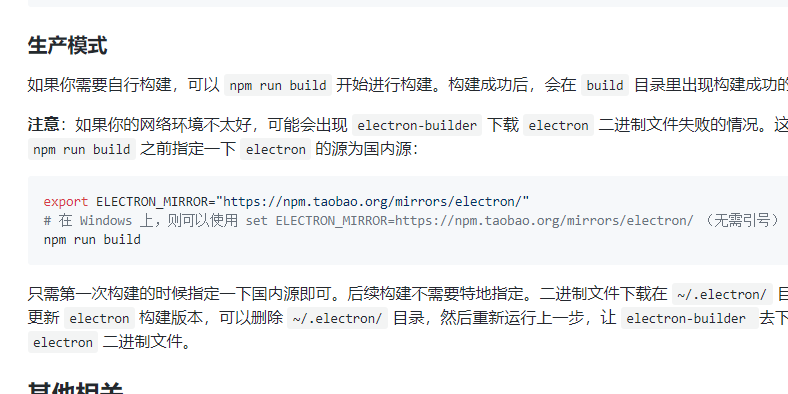 生产模式
如果你需要自行构建，可以 npm run build 开始进行构建。构建成功后，会在 build 目录里出现构建成功的
注意：如果你的网络环境不太好，可能会出现 electron-builder 下载 electron 二进制文件失败的情况。这
npm run build 之前指定一下 electron 的源为国内源：
export ELECTRON_MIRROR="https://npm.taobao.org/mirrors/electron/"
# 在 Windows 上，则可以使用 set ELECTRON_MIRROR=https://npm.taobao.org/mirrors/electron/ （无需引号）
npm run build
只需第一次构建的时候指定一下国内源即可。后续构建不需要特地指定。二进制文件下载在 ~/.electron/ 目
更新 electron 构建版本，可以删除 ~/.electron/ 目录，然后重新运行上一步，让 electron-builder 去下
electron 二进制文件。
其他相关